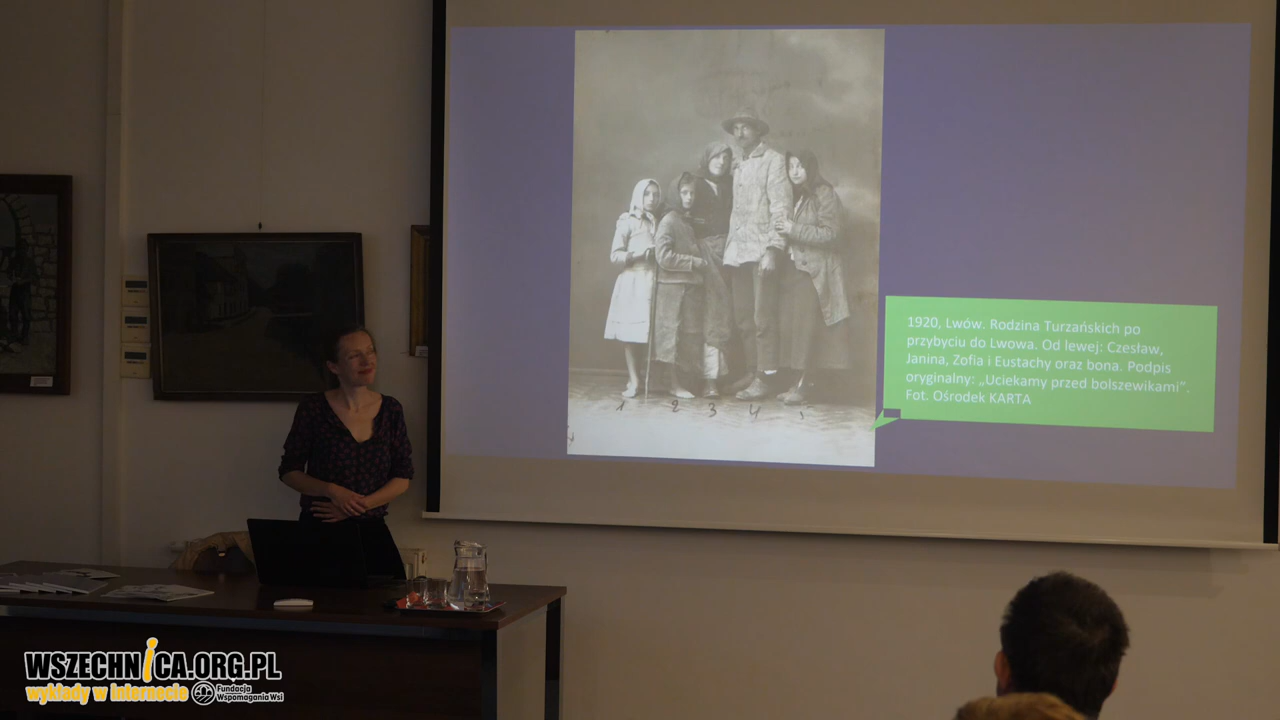 1920, Lwów. Rodzina Turzańskich po
przybyciu do Lwowa. Od lewej: Czesław,
Janina, Zofia i Eustachy oraz bona. Podpis
oryginalny: „Uciekamy przed bolszewikami”.
Fot. Ośrodek KARTA
1 2 3 4
WSZECHNICA.ORG.PL
wykłady w internecie
Fundacja
Wspomagania Wsi